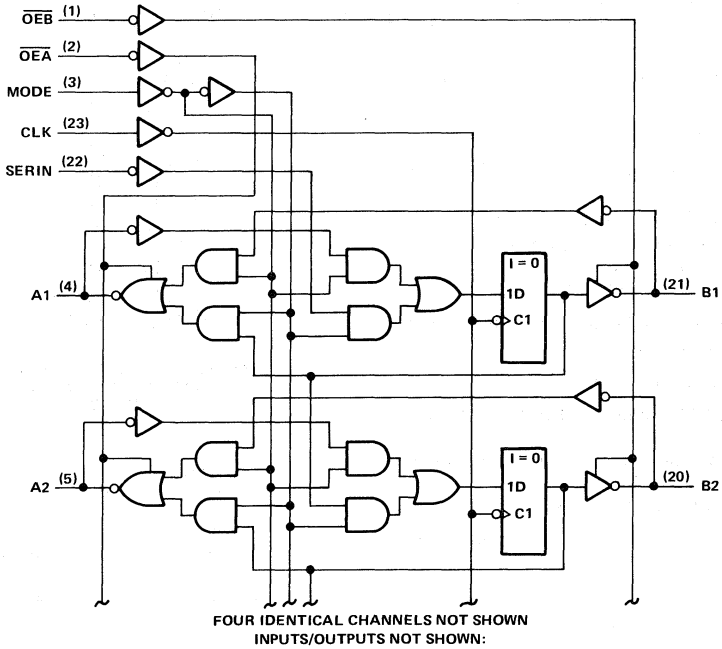 OEB (1)
OEA (2)
MODE (3)
CLK (23)
SERIN (22)
I = 0
1D
C1
A1 (4)
(21) B1
I = 0
1D
C1
A2 (5)
(20) B2
FOUR IDENTICAL CHANNELS NOT SHOWN
INPUTS/OUTPUTS NOT SHOWN: